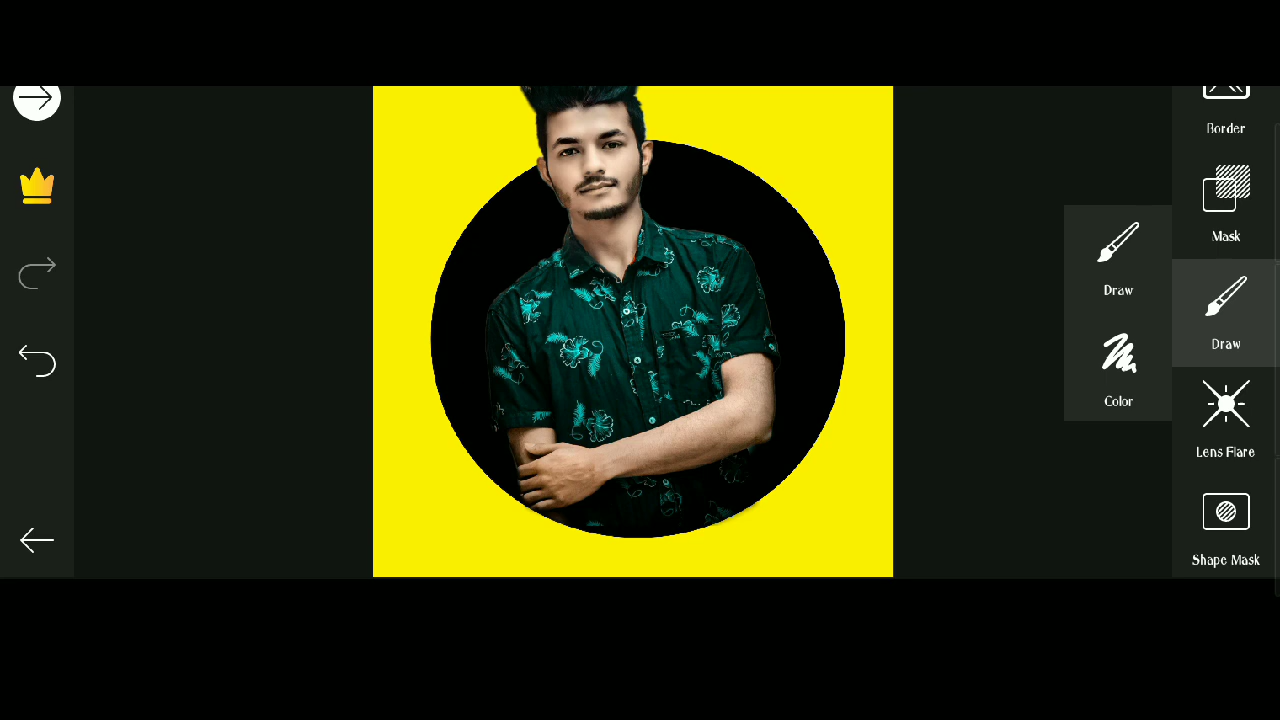 Border
Mask
Draw
Draw
Color
Lens Flare
Shape Mask